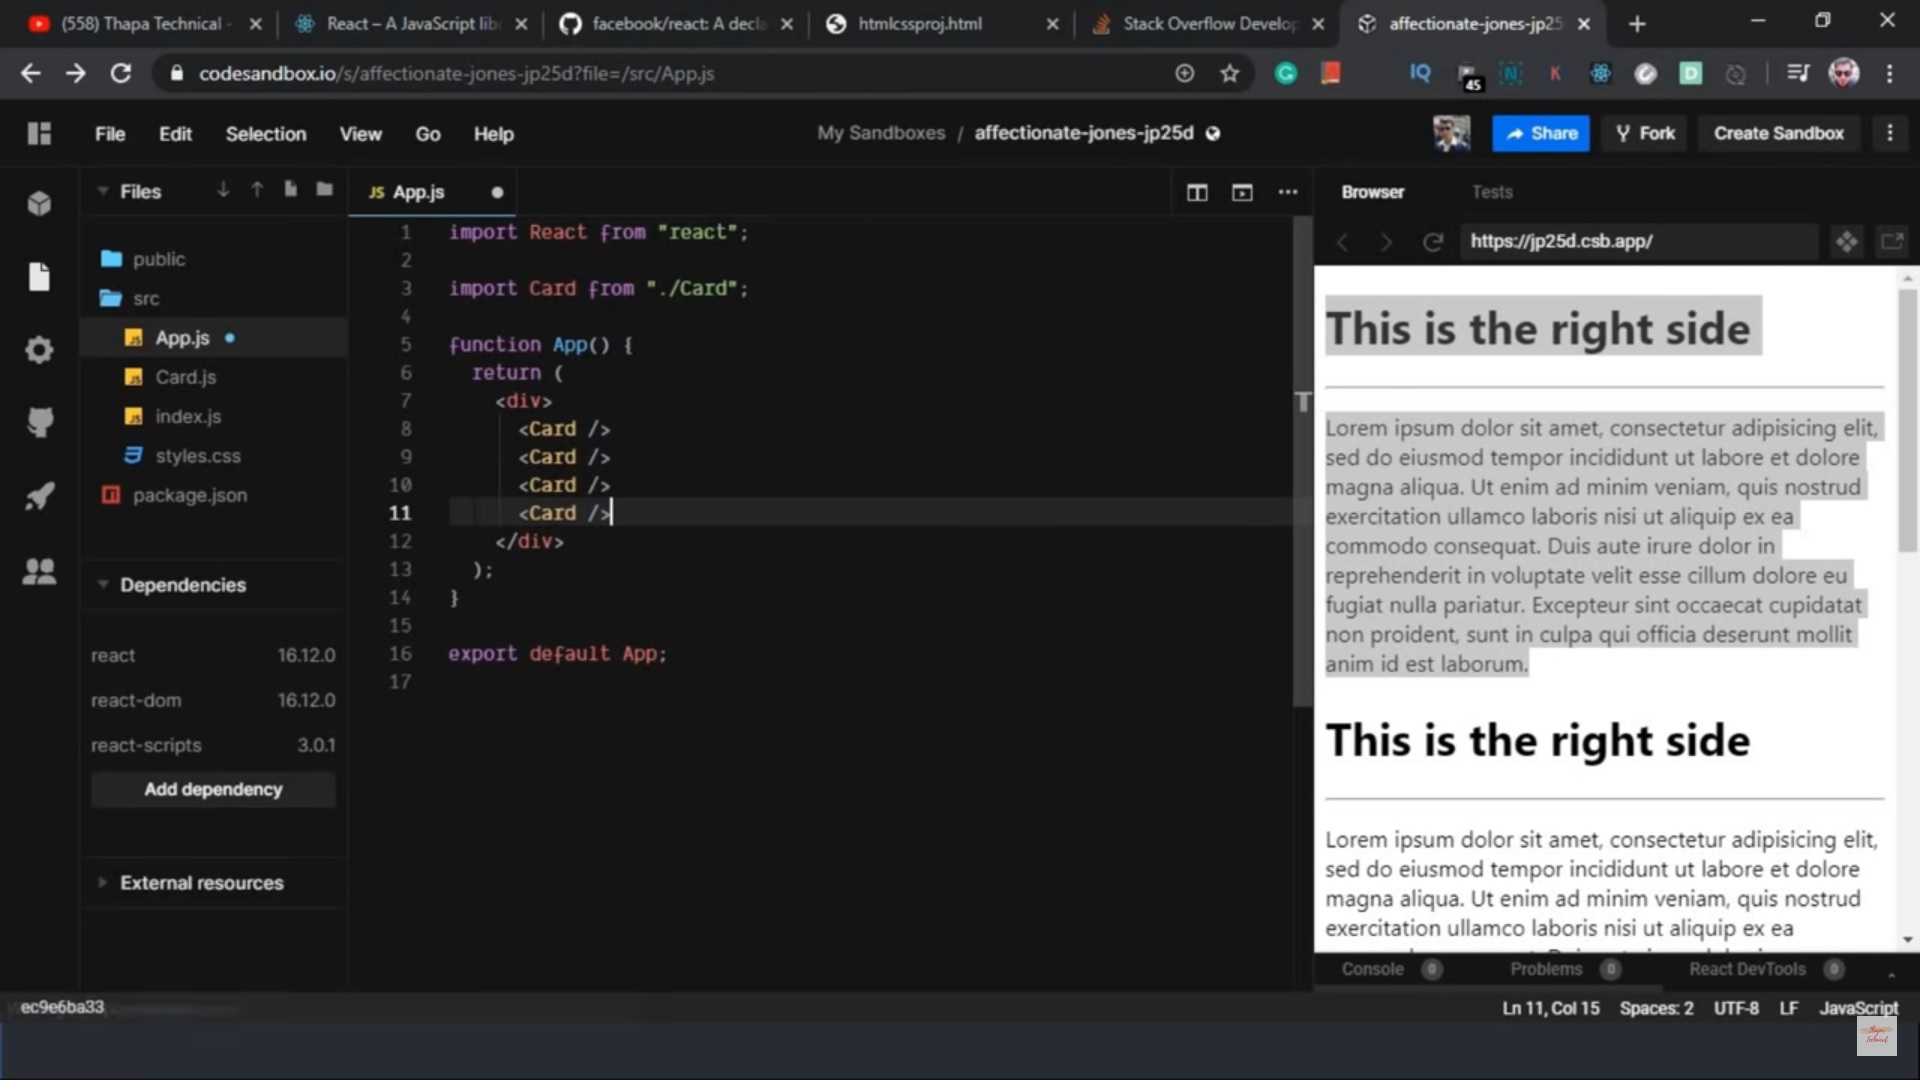 (558) Thapa Technical -
React – A JavaScript lib
facebook/react: A decla
htmlcssproj.html
Stack Overflow Develop
affectionate-jones-jp25
codesandbox.io/s/affectionate-jones-jp25d?file=/src/App.js
IQ
45
N
K
D
File Edit Selection View Go Help
My Sandboxes / affectionate-jones-jp25d
Share
Fork
Create Sandbox
Files
public
src
JS App.js
JS Card.js
JS index.js
styles.css
package.json
Dependencies
react 16.12.0
react-dom 16.12.0
react-scripts 3.0.1
Add dependency
External resources
JS App.js
1 import React from "react";
2
3 import Card from "./Card";
4
5 function App() {
6 return (
7 <div>
8 <Card />
9 <Card />
10 <Card />
11 <Card />
12 </div>
13 );
14 }
15
16 export default App;
17
Browser Tests
https://jp25d.csb.app/
This is the right side
Lorem ipsum dolor sit amet, consectetur adipisicing elit,
sed do eiusmod tempor incididunt ut labore et dolore
magna aliqua. Ut enim ad minim veniam, quis nostrud
exercitation ullamco laboris nisi ut aliquip ex ea
commodo consequat. Duis aute irure dolor in
reprehenderit in voluptate velit esse cillum dolore eu
fugiat nulla pariatur. Excepteur sint occaecat cupidatat
non proident, sunt in culpa qui officia deserunt mollit
anim id est laborum.
This is the right side
Lorem ipsum dolor sit amet, consectetur adipisicing elit,
sed do eiusmod tempor incididunt ut labore et dolore
magna aliqua. Ut enim ad minim veniam, quis nostrud
exercitation ullamco laboris nisi ut aliquip ex ea
Console 0 Problems 0 React DevTools 0
ec9e6ba33
Ln 11, Col 15 Spaces: 2 UTF-8 LF JavaScript